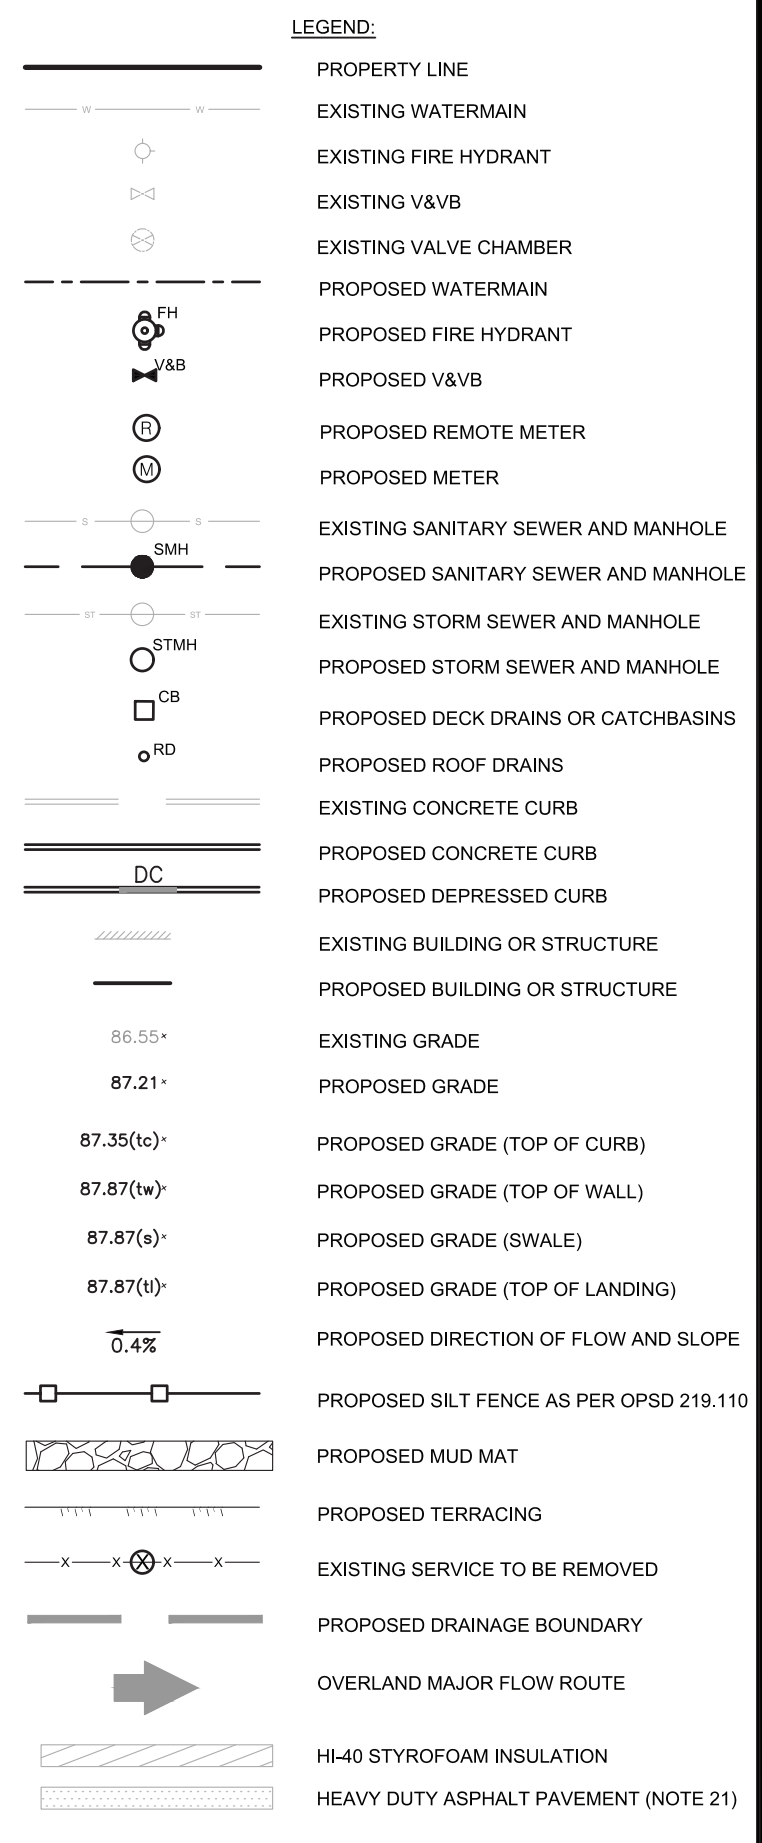 LEGEND:
PROPERTY LINE
W W EXISTING WATERMAIN
EXISTING FIRE HYDRANT
EXISTING V&VB
EXISTING VALVE CHAMBER
PROPOSED WATERMAIN
FH PROPOSED FIRE HYDRANT
V&B PROPOSED V&VB
R PROPOSED REMOTE METER
M PROPOSED METER
S S EXISTING SANITARY SEWER AND MANHOLE
SMH PROPOSED SANITARY SEWER AND MANHOLE
ST ST EXISTING STORM SEWER AND MANHOLE
STMH PROPOSED STORM SEWER AND MANHOLE
CB PROPOSED DECK DRAINS OR CATCHBASINS
RD PROPOSED ROOF DRAINS
EXISTING CONCRETE CURB
PROPOSED CONCRETE CURB
DC PROPOSED DEPRESSED CURB
EXISTING BUILDING OR STRUCTURE
PROPOSED BUILDING OR STRUCTURE
86.55× EXISTING GRADE
87.21× PROPOSED GRADE
87.35(tc)× PROPOSED GRADE (TOP OF CURB)
87.87(tw)× PROPOSED GRADE (TOP OF WALL)
87.87(s)× PROPOSED GRADE (SWALE)
87.87(tl)× PROPOSED GRADE (TOP OF LANDING)
0.4% PROPOSED DIRECTION OF FLOW AND SLOPE
PROPOSED SILT FENCE AS PER OPSD 219.110
PROPOSED MUD MAT
PROPOSED TERRACING
X X X X X EXISTING SERVICE TO BE REMOVED
PROPOSED DRAINAGE BOUNDARY
OVERLAND MAJOR FLOW ROUTE
HI-40 STYROFOAM INSULATION
HEAVY DUTY ASPHALT PAVEMENT (NOTE 21)